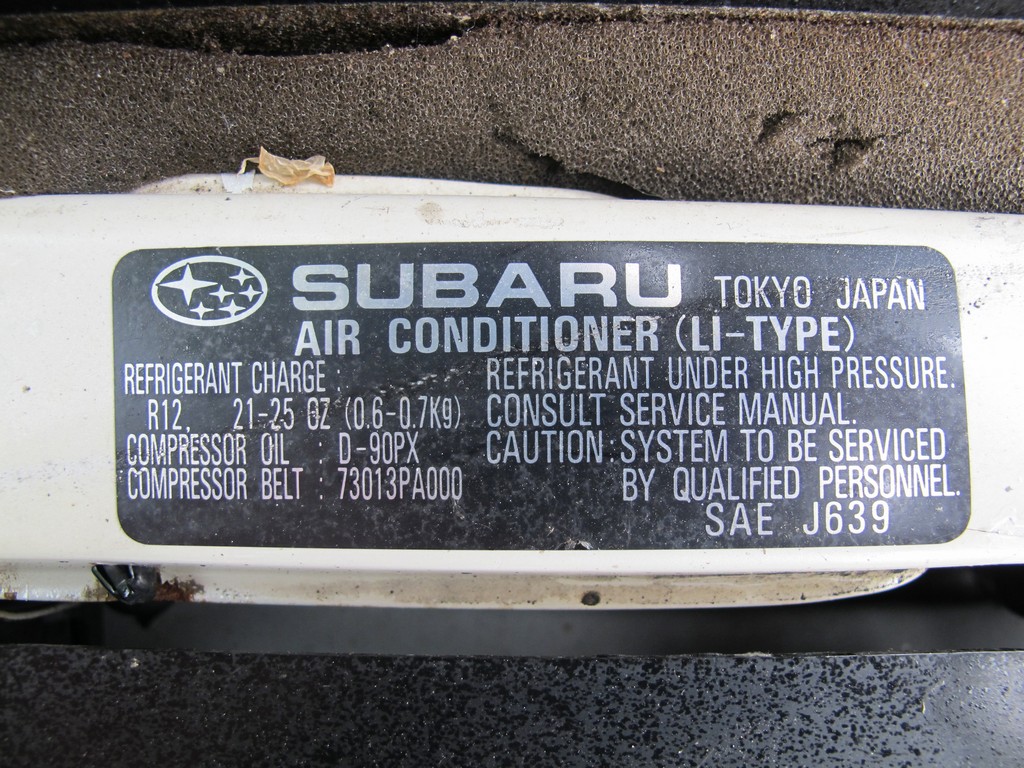 SUBARU TOKYO JAPAN
AIR CONDITIONER (LI-TYPE)
REFRIGERANT CHARGE :
R12, 21-25 OZ (0.6-0.7Kg)
COMPRESSOR OIL : D-90PX
COMPRESSOR BELT : 73013PA000
REFRIGERANT UNDER HIGH PRESSURE.
CONSULT SERVICE MANUAL.
CAUTION : SYSTEM TO BE SERVICED
BY QUALIFIED PERSONNEL.
SAE J639